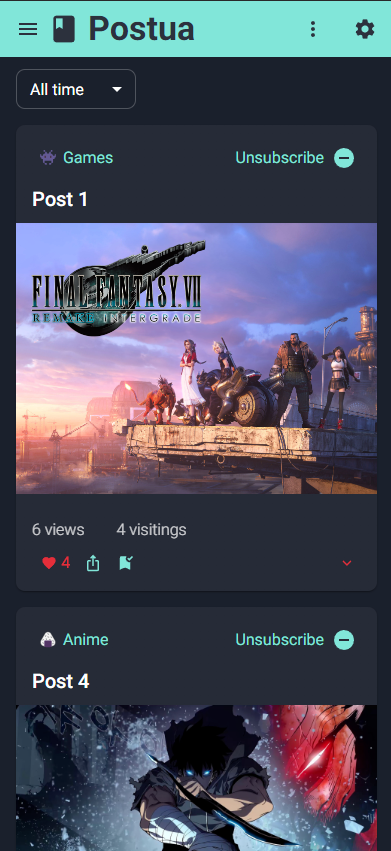 Postua
All time
Games
Unsubscribe
Post 1
FINAL FANTASY VII
REMAKE INTERGRADE
6 views
4 visitings
4
Anime
Unsubscribe
Post 4